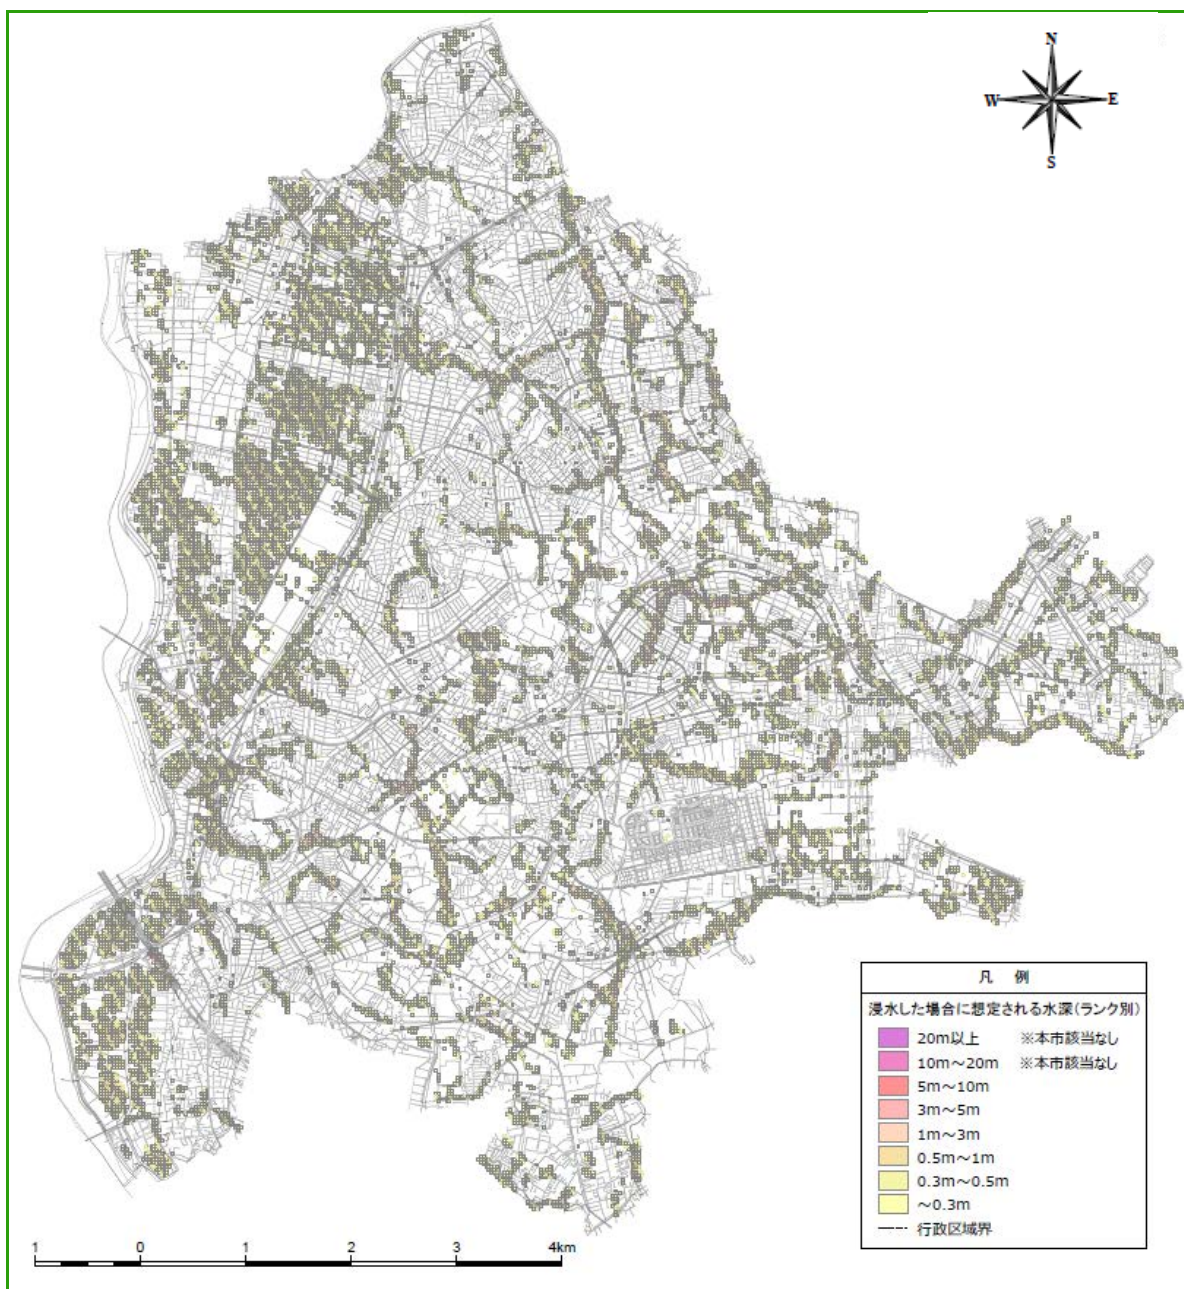 N
W E
S
凡 例
浸水した場合に想定される水深(ランク別)
20m以上 ※本市該当なし
10m～20m ※本市該当なし
5m～10m
3m～5m
1m～3m
0.5m～1m
0.3m～0.5m
～0.3m
行政区域界
1 0 1 2 3 4km